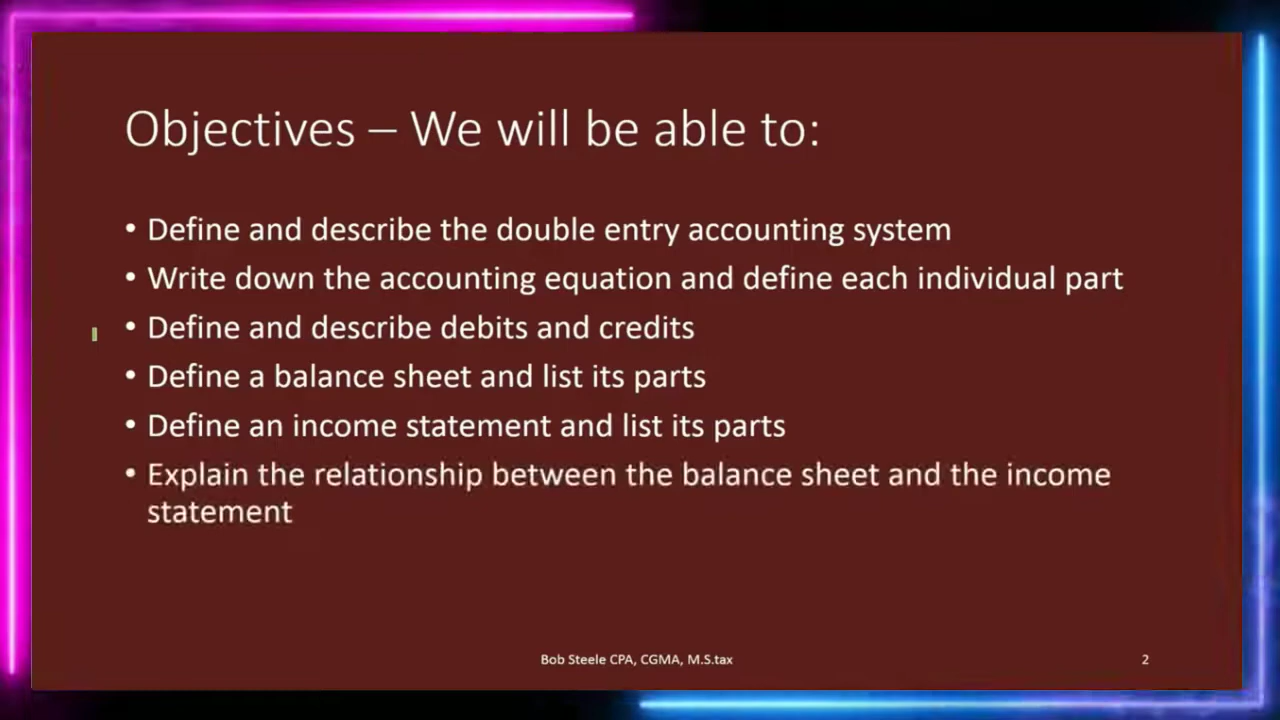 Objectives – We will be able to:
• Define and describe the double entry accounting system
• Write down the accounting equation and define each individual part
• Define and describe debits and credits
• Define a balance sheet and list its parts
• Define an income statement and list its parts
• Explain the relationship between the balance sheet and the income
statement
Bob Steele CPA, CGMA, M.S.tax
2